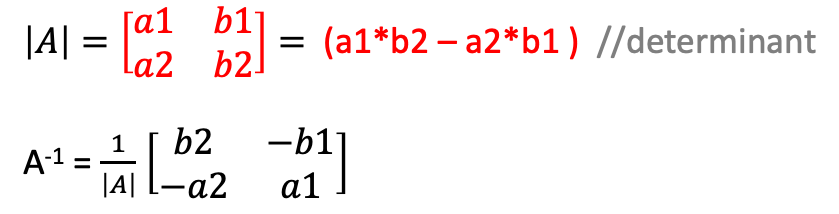 |A| = [a1 b1
a2 b2] = (a1*b2 – a2*b1 ) //determinant
A-1 = 1
|A| [b2 −b1
−a2 a1]